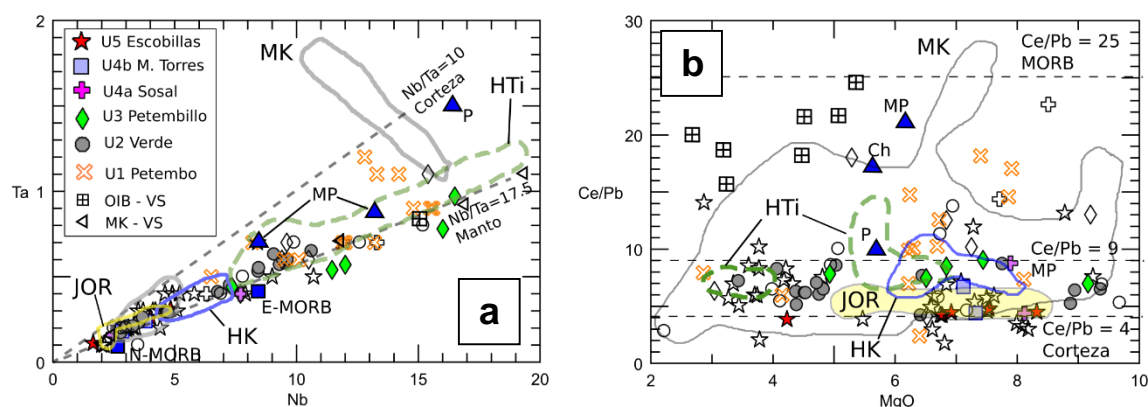 2
1
0
Ta
0
5
10
15
20
Nb
U5 Escobillas
U4b M. Torres
U4a Sosal
U3 Petembillo
U2 Verde
U1 Petembo
OIB - VS
MK - VS
MK
Nb/Ta=10
Corteza
HTi
P
MP
Nb/Ta=17.5
Manto
JOR
E-MORB
HK
N-MORB
a
b
30
25
20
15
10
5
0
Ce/Pb
2
4
6
8
10
MgO
MK
Ce/Pb = 25
MORB
MP
Ch
HTi
P
Ce/Pb = 9
MP
JOR
HK
Ce/Pb = 4
Corteza